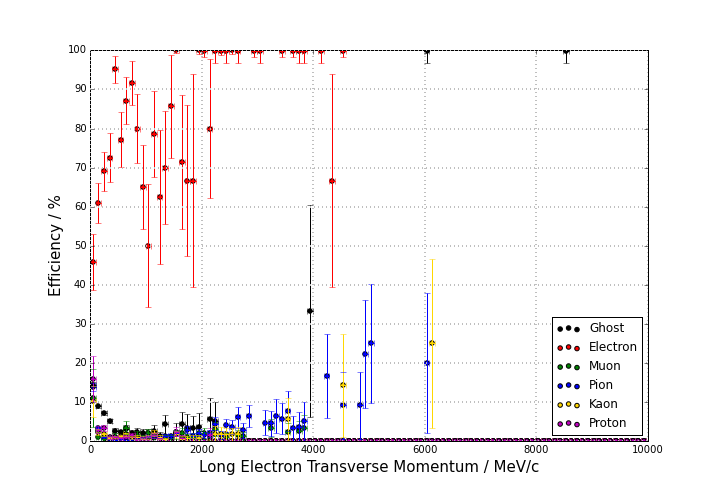 100
90
80
70
60
50
40
30
20
10
0
Efficiency / %
0 2000 4000 6000 8000 10000
Long Electron Transverse Momentum / MeV/c
Ghost
Electron
Muon
Pion
Kaon
Proton